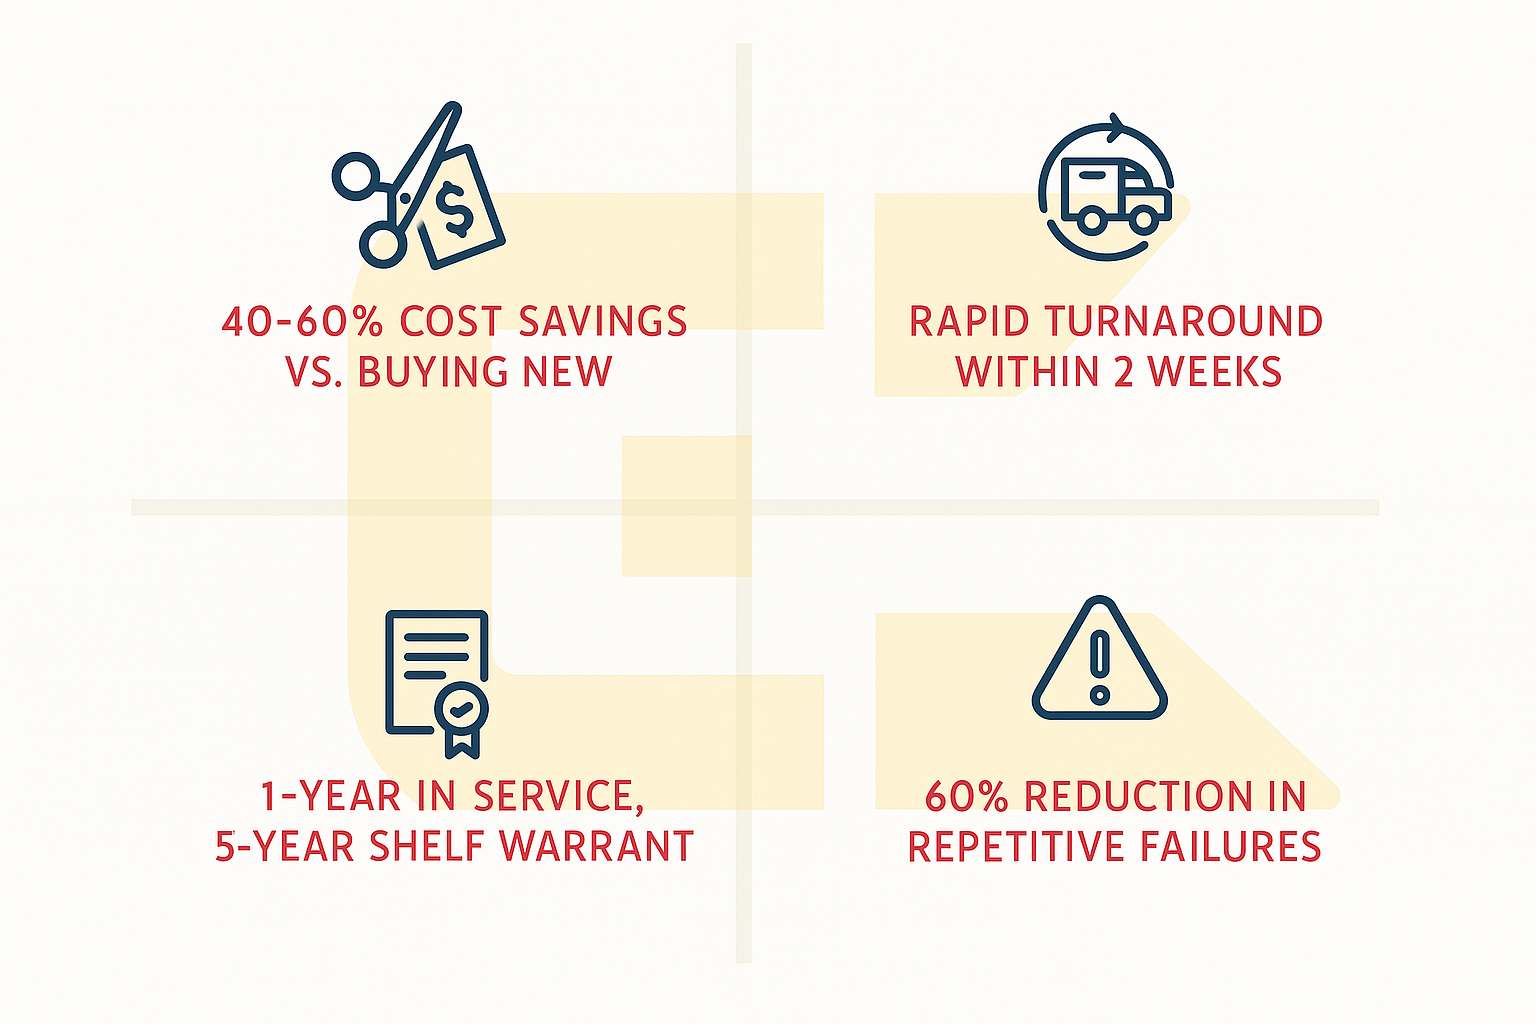 40-60% COST SAVINGS
VS. BUYING NEW
RAPID TURNAROUND
WITHIN 2 WEEKS
1-YEAR IN SERVICE,
5-YEAR SHELF WARRANT
60% REDUCTION IN
REPETITIVE FAILURES